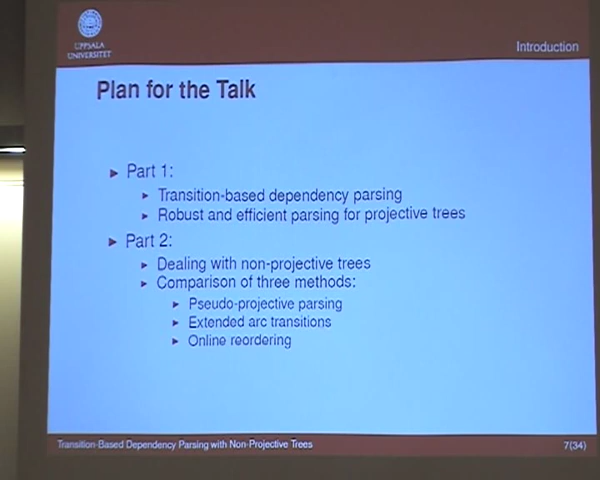 UPPSALA
UNIVERSITET
Introduction
Plan for the Talk
Part 1:
Transition-based dependency parsing
Robust and efficient parsing for projective trees
Part 2:
Dealing with non-projective trees
Comparison of three methods:
Pseudo-projective parsing
Extended arc transitions
Online reordering
Transition-Based Dependency Parsing with Non-Projective Trees
7(34)